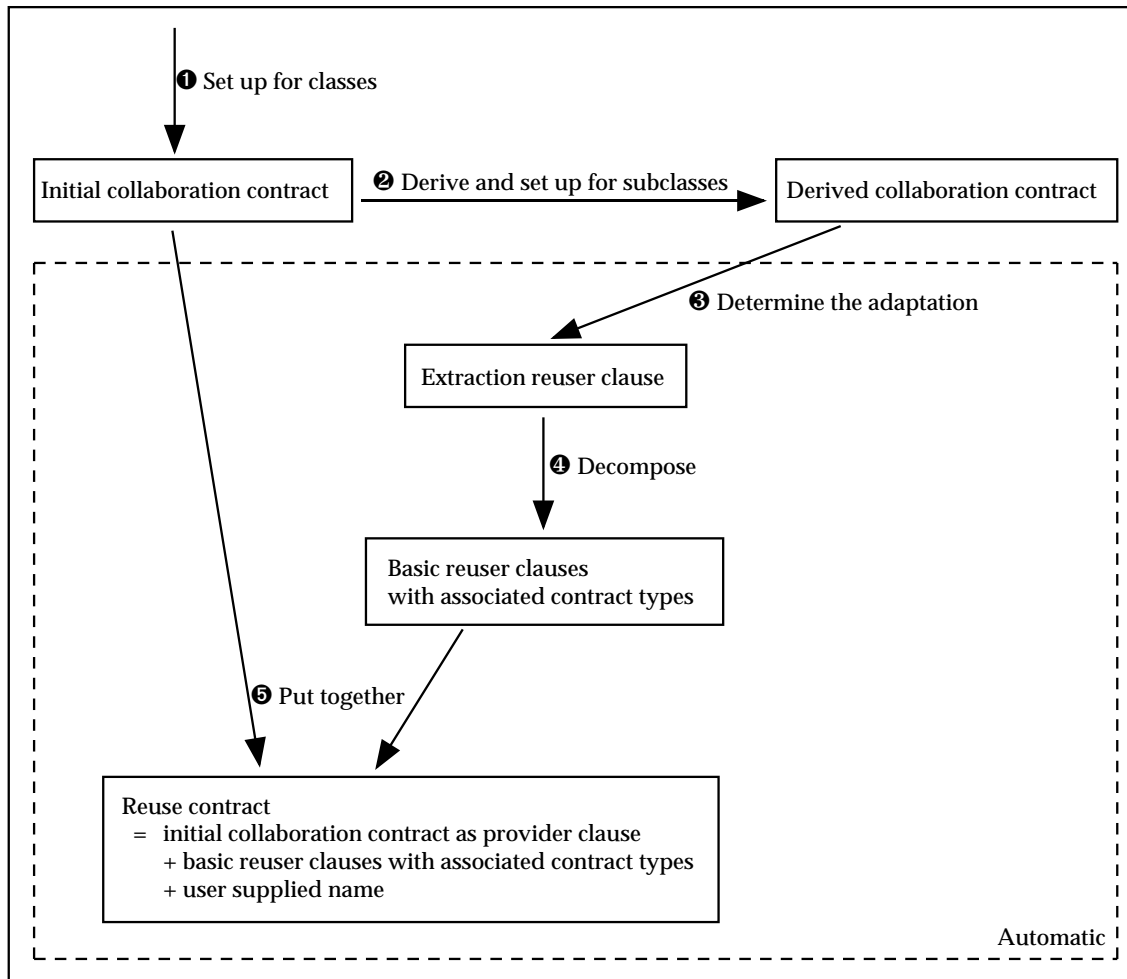 ❶ Set up for classes
Initial collaboration contract
❷ Derive and set up for subclasses
Derived collaboration contract
❸ Determine the adaptation
Extraction reuser clause
❹ Decompose
Basic reuser clauses
with associated contract types
❺ Put together
Reuse contract
= initial collaboration contract as provider clause
+ basic reuser clauses with associated contract types
+ user supplied name
Automatic